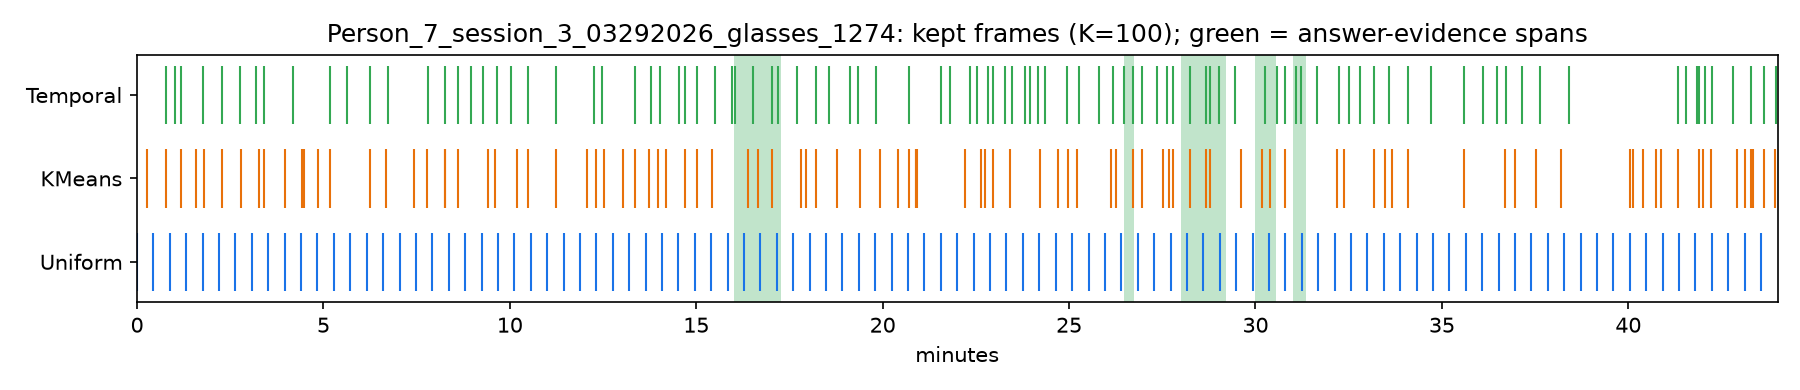 Person_7_session_3_03292026_glasses_1274: kept frames (K=100); green = answer-evidence spans
Temporal
KMeans
Uniform
0 5 10 15 20 25 30 35 40
minutes